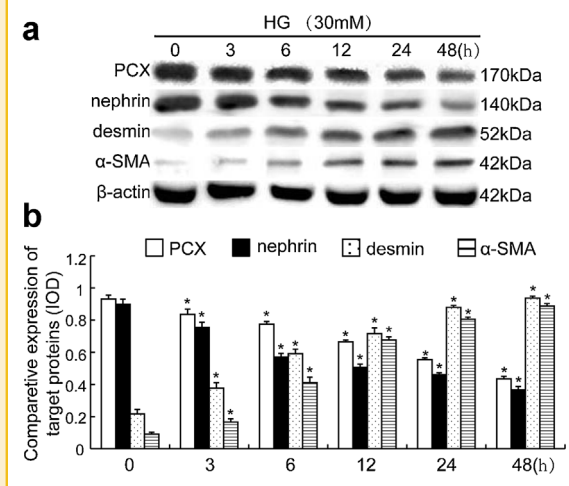 a
HG （30mM）
0 3 6 12 24 48(h)
PCX 170kDa
nephrin 140kDa
desmin 52kDa
α-SMA 42kDa
β-actin 42kDa
b
PCX nephrin desmin α-SMA
Comparetive expression of
target proteins (IOD)
1.2
1
0.8
0.6
0.4
0.2
0
* * *
* * *
* * * *
* * * *
* * * *
* * * *
0 3 6 12 24 48(h)